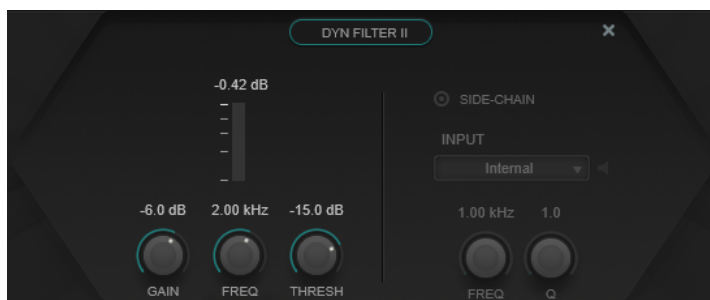 DYN FILTER II
-0.42 dB
-6.0 dB 2.00 kHz -15.0 dB
GAIN FREQ THRESH
SIDE-CHAIN
INPUT
Internal
1.00 kHz 1.0
FREQ Q